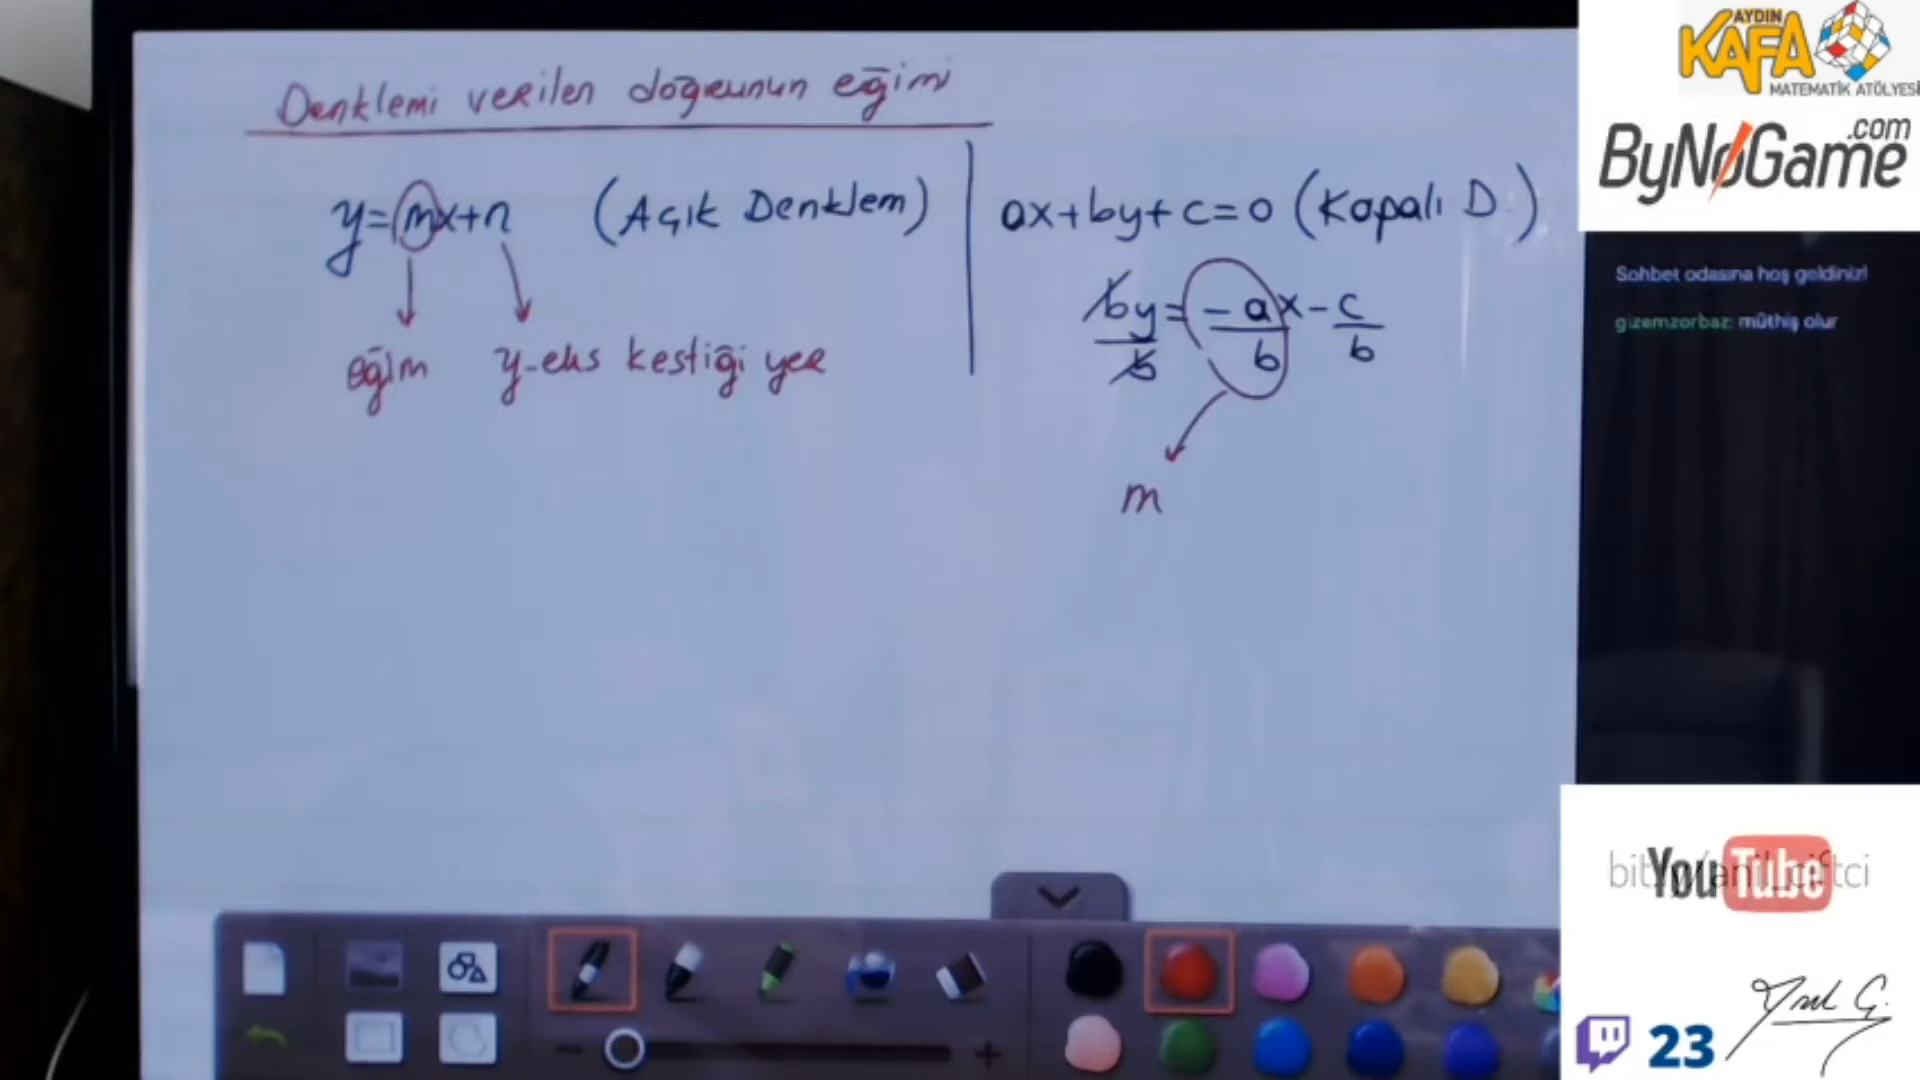 Denklemi verilen doğrunun eğimi
y=mx+n (Açık Denklem)
eğim y-eks kestiği yer
ax+by+c=0 (Kapalı D.)
by/b = -a/b x - c/b
m
AYDIN
KAFA
MATEMATİK ATÖLYESİ
ByNoGame.com
Sohbet odasına hoş geldiniz!
gizemzorbaz: müthiş olur
YouTube
23